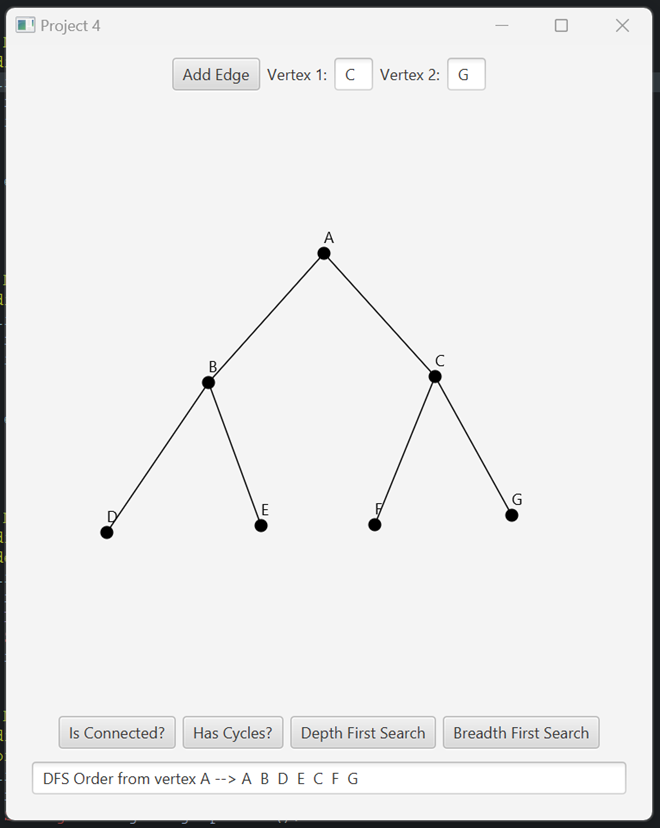 Project 4
Add Edge Vertex 1: C Vertex 2: G
A
B
C
D
E
F
G
Is Connected? Has Cycles? Depth First Search Breadth First Search
DFS Order from vertex A --> A B D E C F G